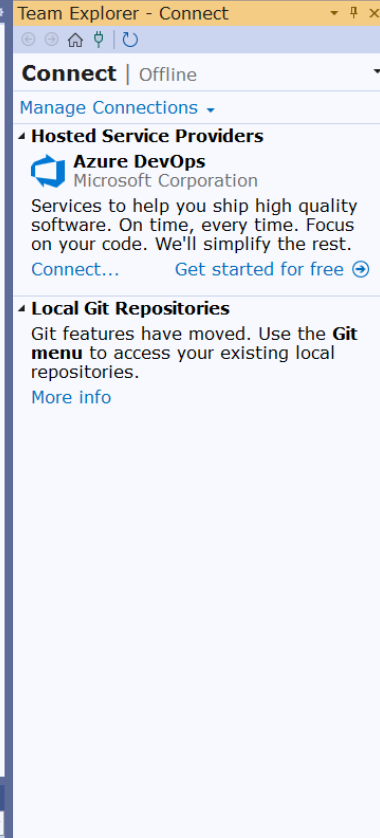 Team Explorer - Connect
Connect | Offline
Manage Connections
Hosted Service Providers
Azure DevOps
Microsoft Corporation
Services to help you ship high quality
software. On time, every time. Focus
on your code. We'll simplify the rest.
Connect... Get started for free
Local Git Repositories
Git features have moved. Use the Git
menu to access your existing local
repositories.
More info